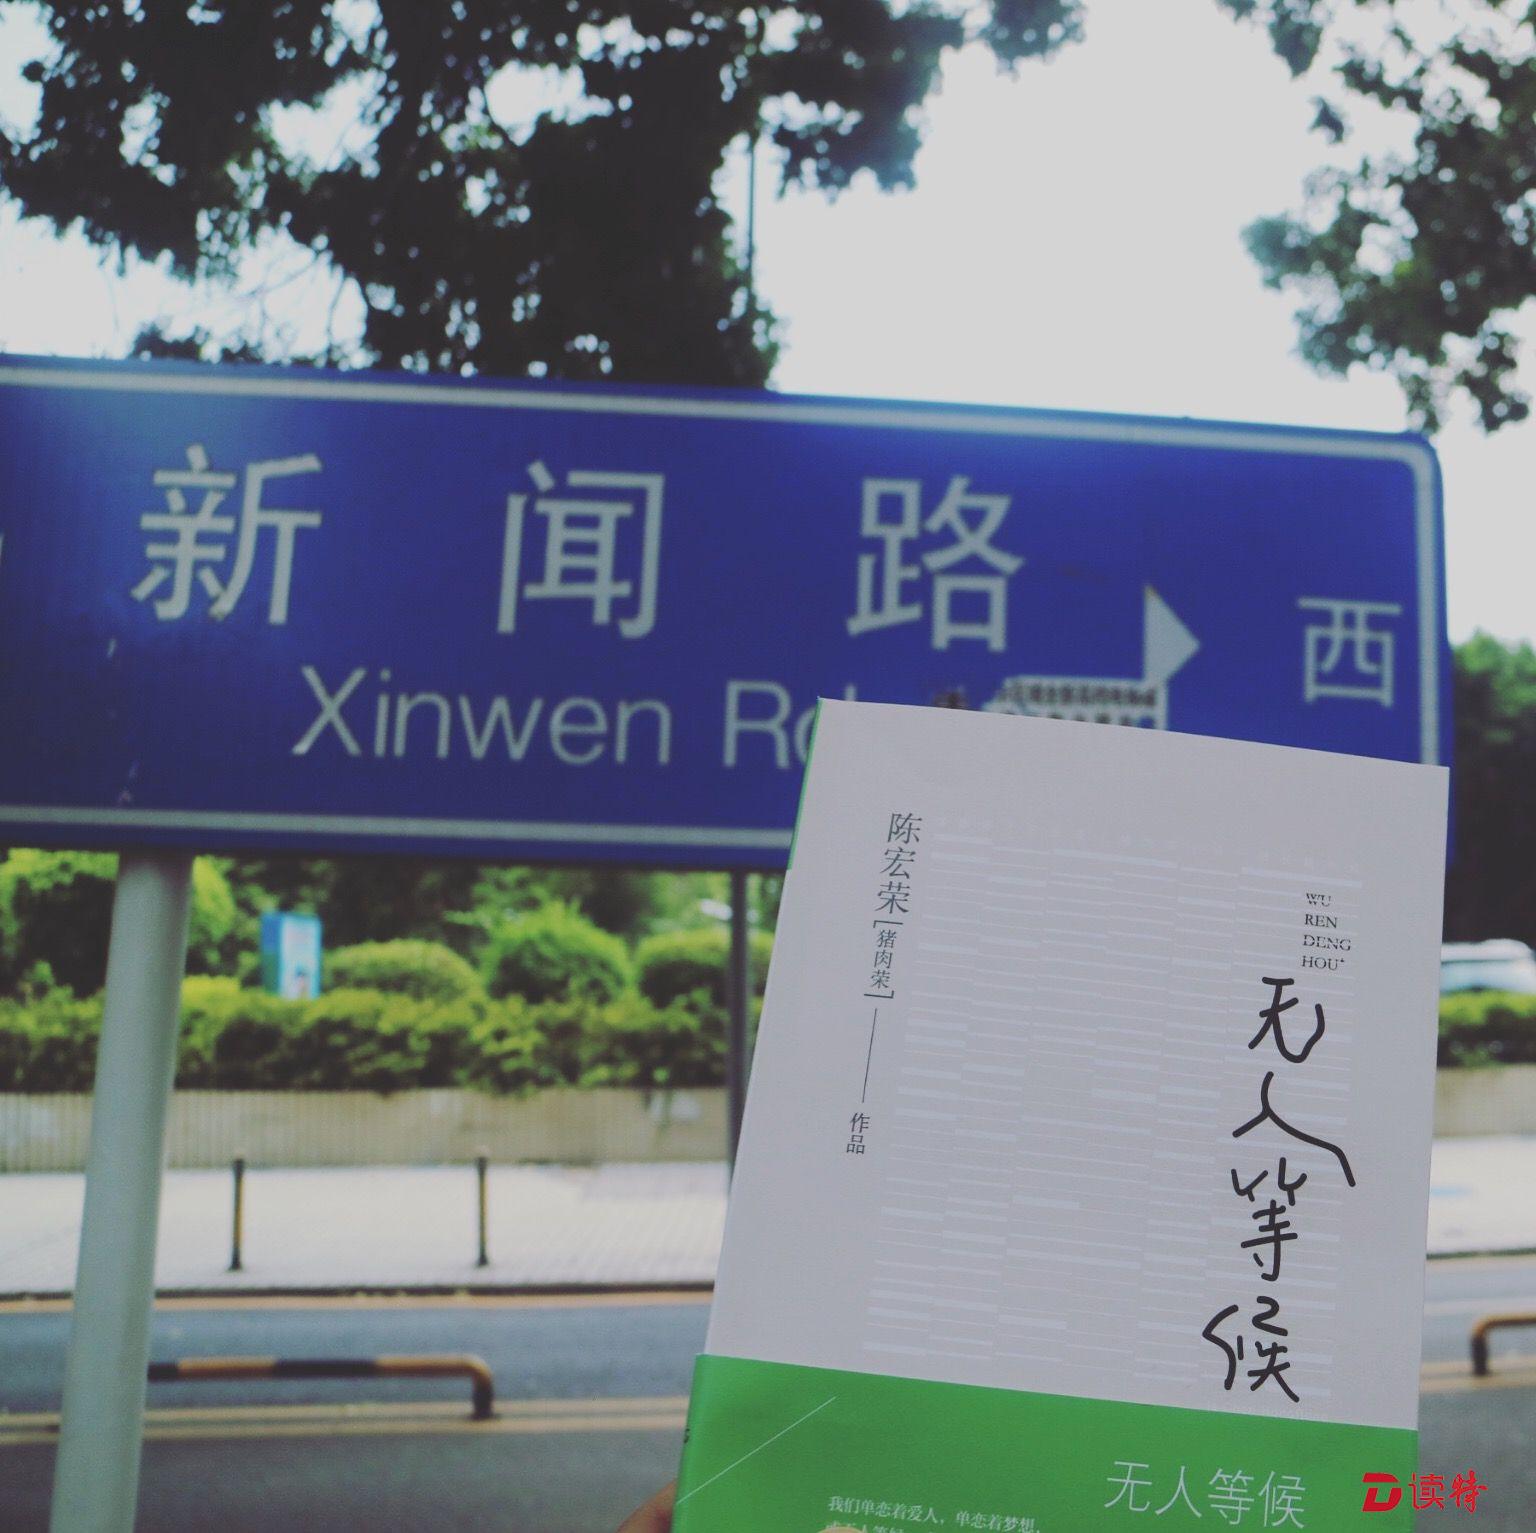 新闻路
西
Xinwen Rd
陈宏荣[猪肉荣]——作品
WU
REN
DENG
HOU
无人等候
无人等候
我们单恋着爱人，单恋着梦想，
读特